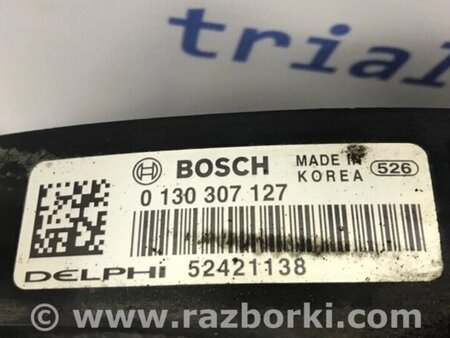 trial
BOSCH MADE IN KOREA 526
0 130 307 127
DELPHI 52421138
© www.razborki.com